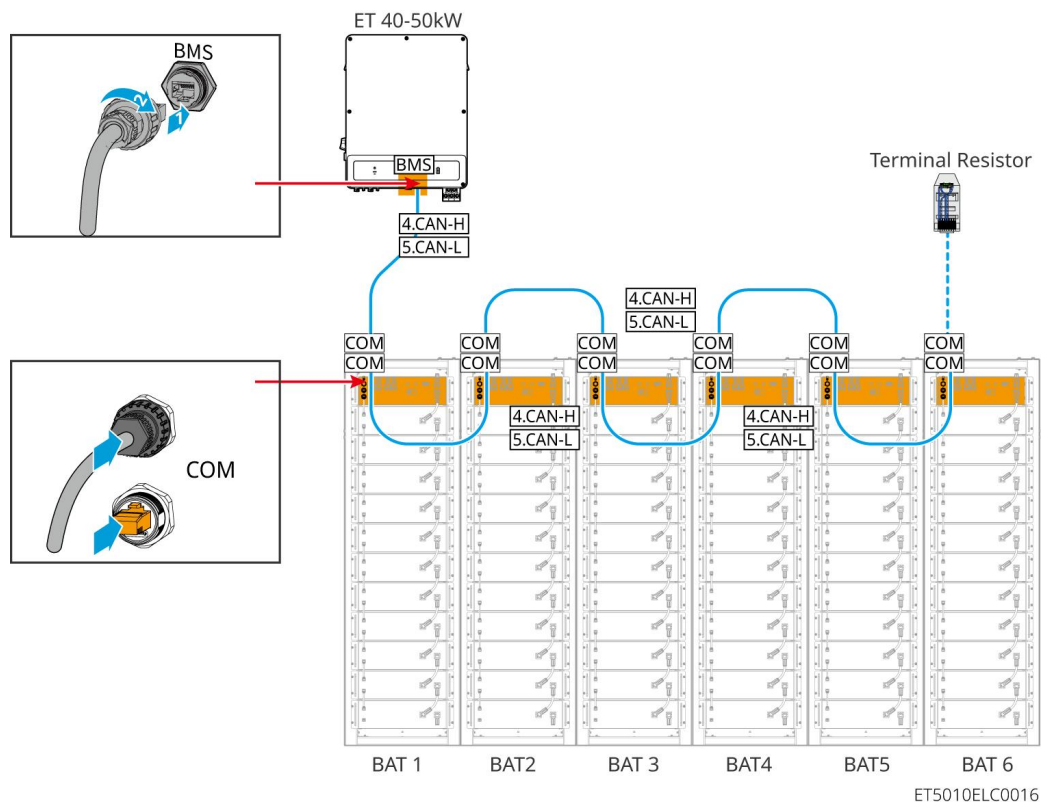 ET 40-50kW
BMS
2
1
BMS
Terminal Resistor
4.CAN-H
5.CAN-L
4.CAN-H
5.CAN-L
COM COM COM COM COM COM
COM COM COM COM COM COM
4.CAN-H
5.CAN-L
4.CAN-H
5.CAN-L
COM
BAT 1 BAT2 BAT 3 BAT4 BAT5 BAT 6
ET5010ELC0016